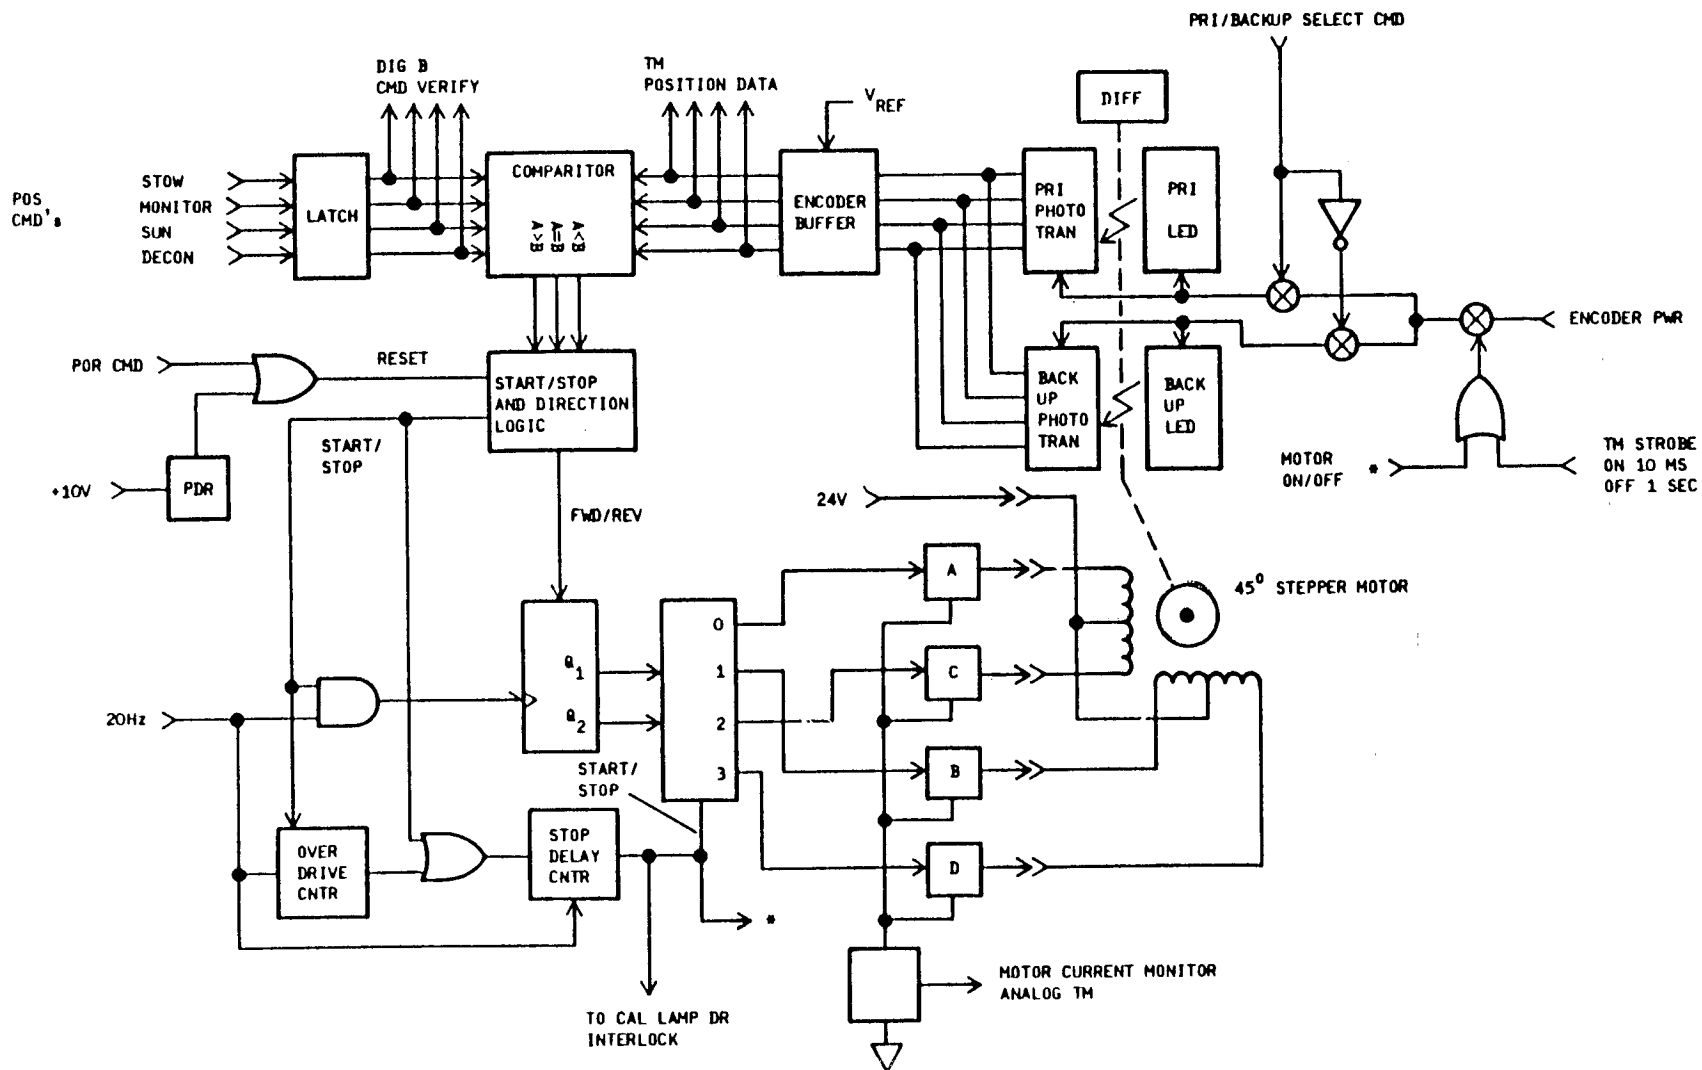 PRI/BACKUP SELECT CMD
DIG B
CMD VERIFY
TM
POSITION DATA
V REF
DIFF
POS
CMD's
STOW
MONITOR
SUN
DECON
LATCH
COMPARITOR
A>B
A=B
A<B
ENCODER
BUFFER
PRI
PHOTO
TRAN
PRI
LED
ENCODER PWR
POR CMD
RESET
START/STOP
AND DIRECTION
LOGIC
BACK
UP
PHOTO
TRAN
BACK
UP
LED
START/
STOP
MOTOR
ON/OFF
*
TM STROBE
ON 10 MS
OFF 1 SEC
+10V
PDR
24V
FWD/REV
A
45° STEPPER MOTOR
0
Q1
1
C
20Hz
Q2
2
START/
STOP
3
B
OVER
DRIVE
CNTR
STOP
DELAY
CNTR
D
*
MOTOR CURRENT MONITOR
ANALOG TM
TO CAL LAMP DR
INTERLOCK